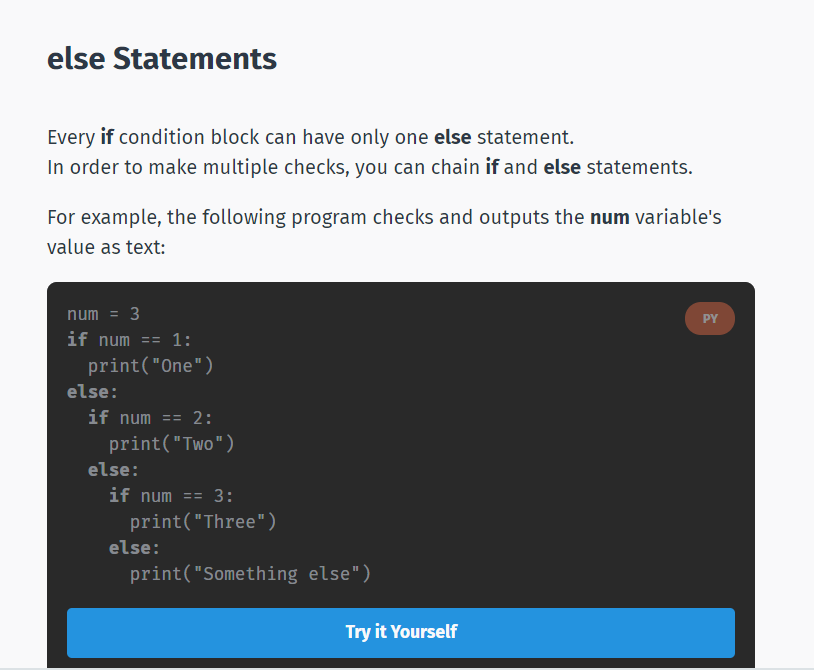 else Statements
Every if condition block can have only one else statement.
In order to make multiple checks, you can chain if and else statements.
For example, the following program checks and outputs the num variable's
value as text:
PY
num = 3
if num == 1:
  print("One")
else:
  if num == 2:
    print("Two")
  else:
    if num == 3:
      print("Three")
    else:
      print("Something else")
Try it Yourself